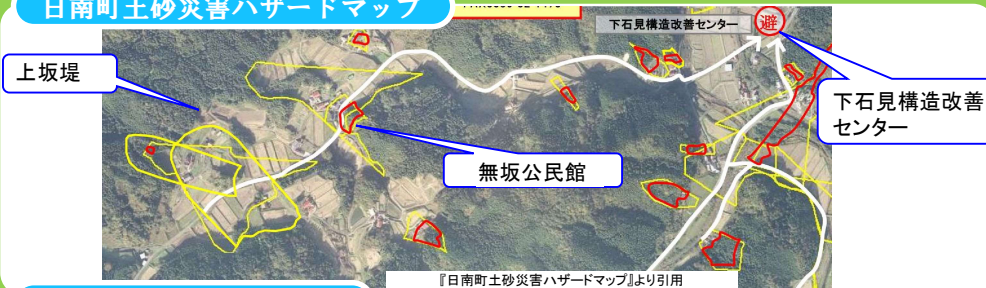 日南町土砂災害ハザードマップ
下石見構造改善センター
避
上坂堤
下石見構造改善
センター
無坂公民館
『日南町土砂災害ハザードマップ』より引用